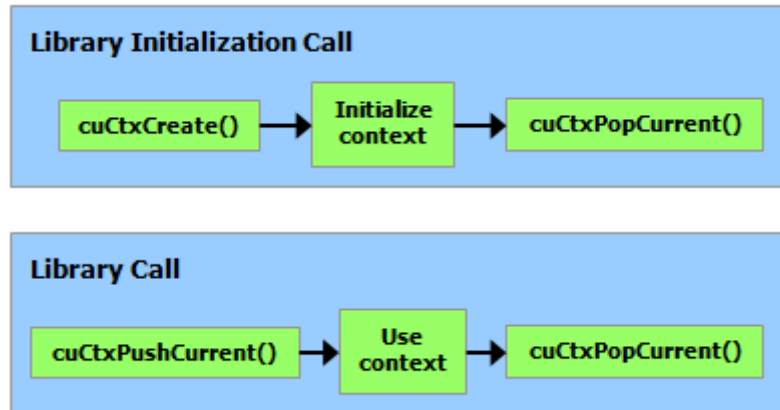 Library Initialization Call
cuCtxCreate()
Initialize
context
cuCtxPopCurrent()
Library Call
cuCtxPushCurrent()
Use
context
cuCtxPopCurrent()